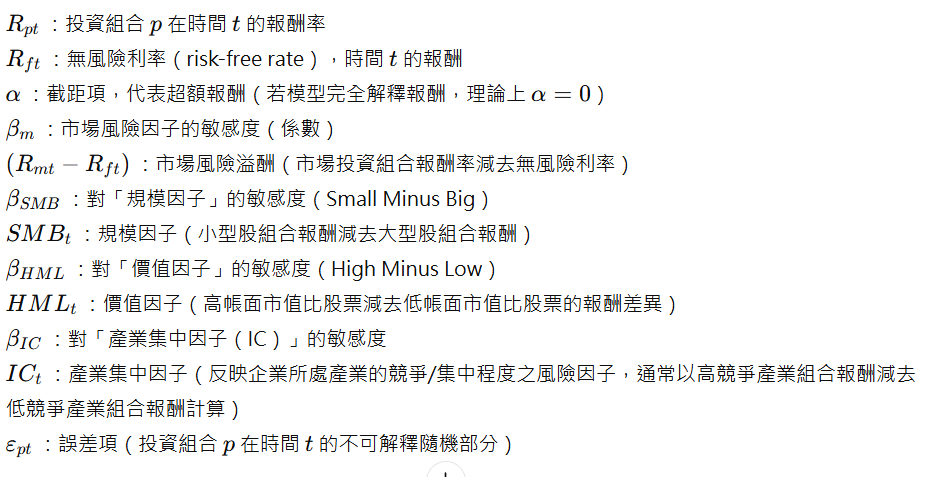 R_{pt} ：投資組合 p 在時間 t 的報酬率
R_{ft} ：無風險利率（risk-free rate），時間 t 的報酬
α ：截距項，代表超額報酬（若模型完全解釋報酬，理論上 α = 0）
β_m ：市場風險因子的敏感度（係數）
(R_{mt} − R_{ft}) ：市場風險溢酬（市場投資組合報酬率減去無風險利率）
β_{SMB} ：對「規模因子」的敏感度（Small Minus Big）
SMB_t ：規模因子（小型股組合報酬減去大型股組合報酬）
β_{HML} ：對「價值因子」的敏感度（High Minus Low）
HML_t ：價值因子（高帳面市值比股票減去低帳面市值比股票的報酬差異）
β_{IC} ：對「產業集中因子（IC）」的敏感度
IC_t ：產業集中因子（反映企業所處產業的競爭/集中程度之風險因子，通常以高競爭產業組合報酬減去
低競爭產業組合報酬計算）
ε_{pt} ：誤差項（投資組合 p 在時間 t 的不可解釋隨機部分）